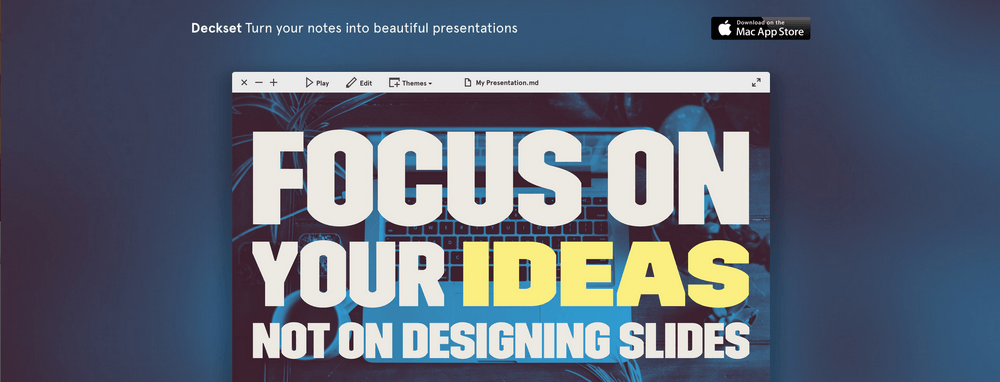 Deckset Turn your notes into beautiful presentations
Download on the
Mac App Store
Play Edit Themes My Presentation.md
FOCUS ON
YOUR IDEAS
NOT ON DESIGNING SLIDES